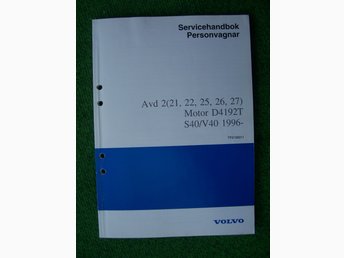 Servicehandbok
Personvagnar
Avd 2(21, 22, 25, 26, 27)
Motor D4192T
S40/V40 1996-
VOLVO